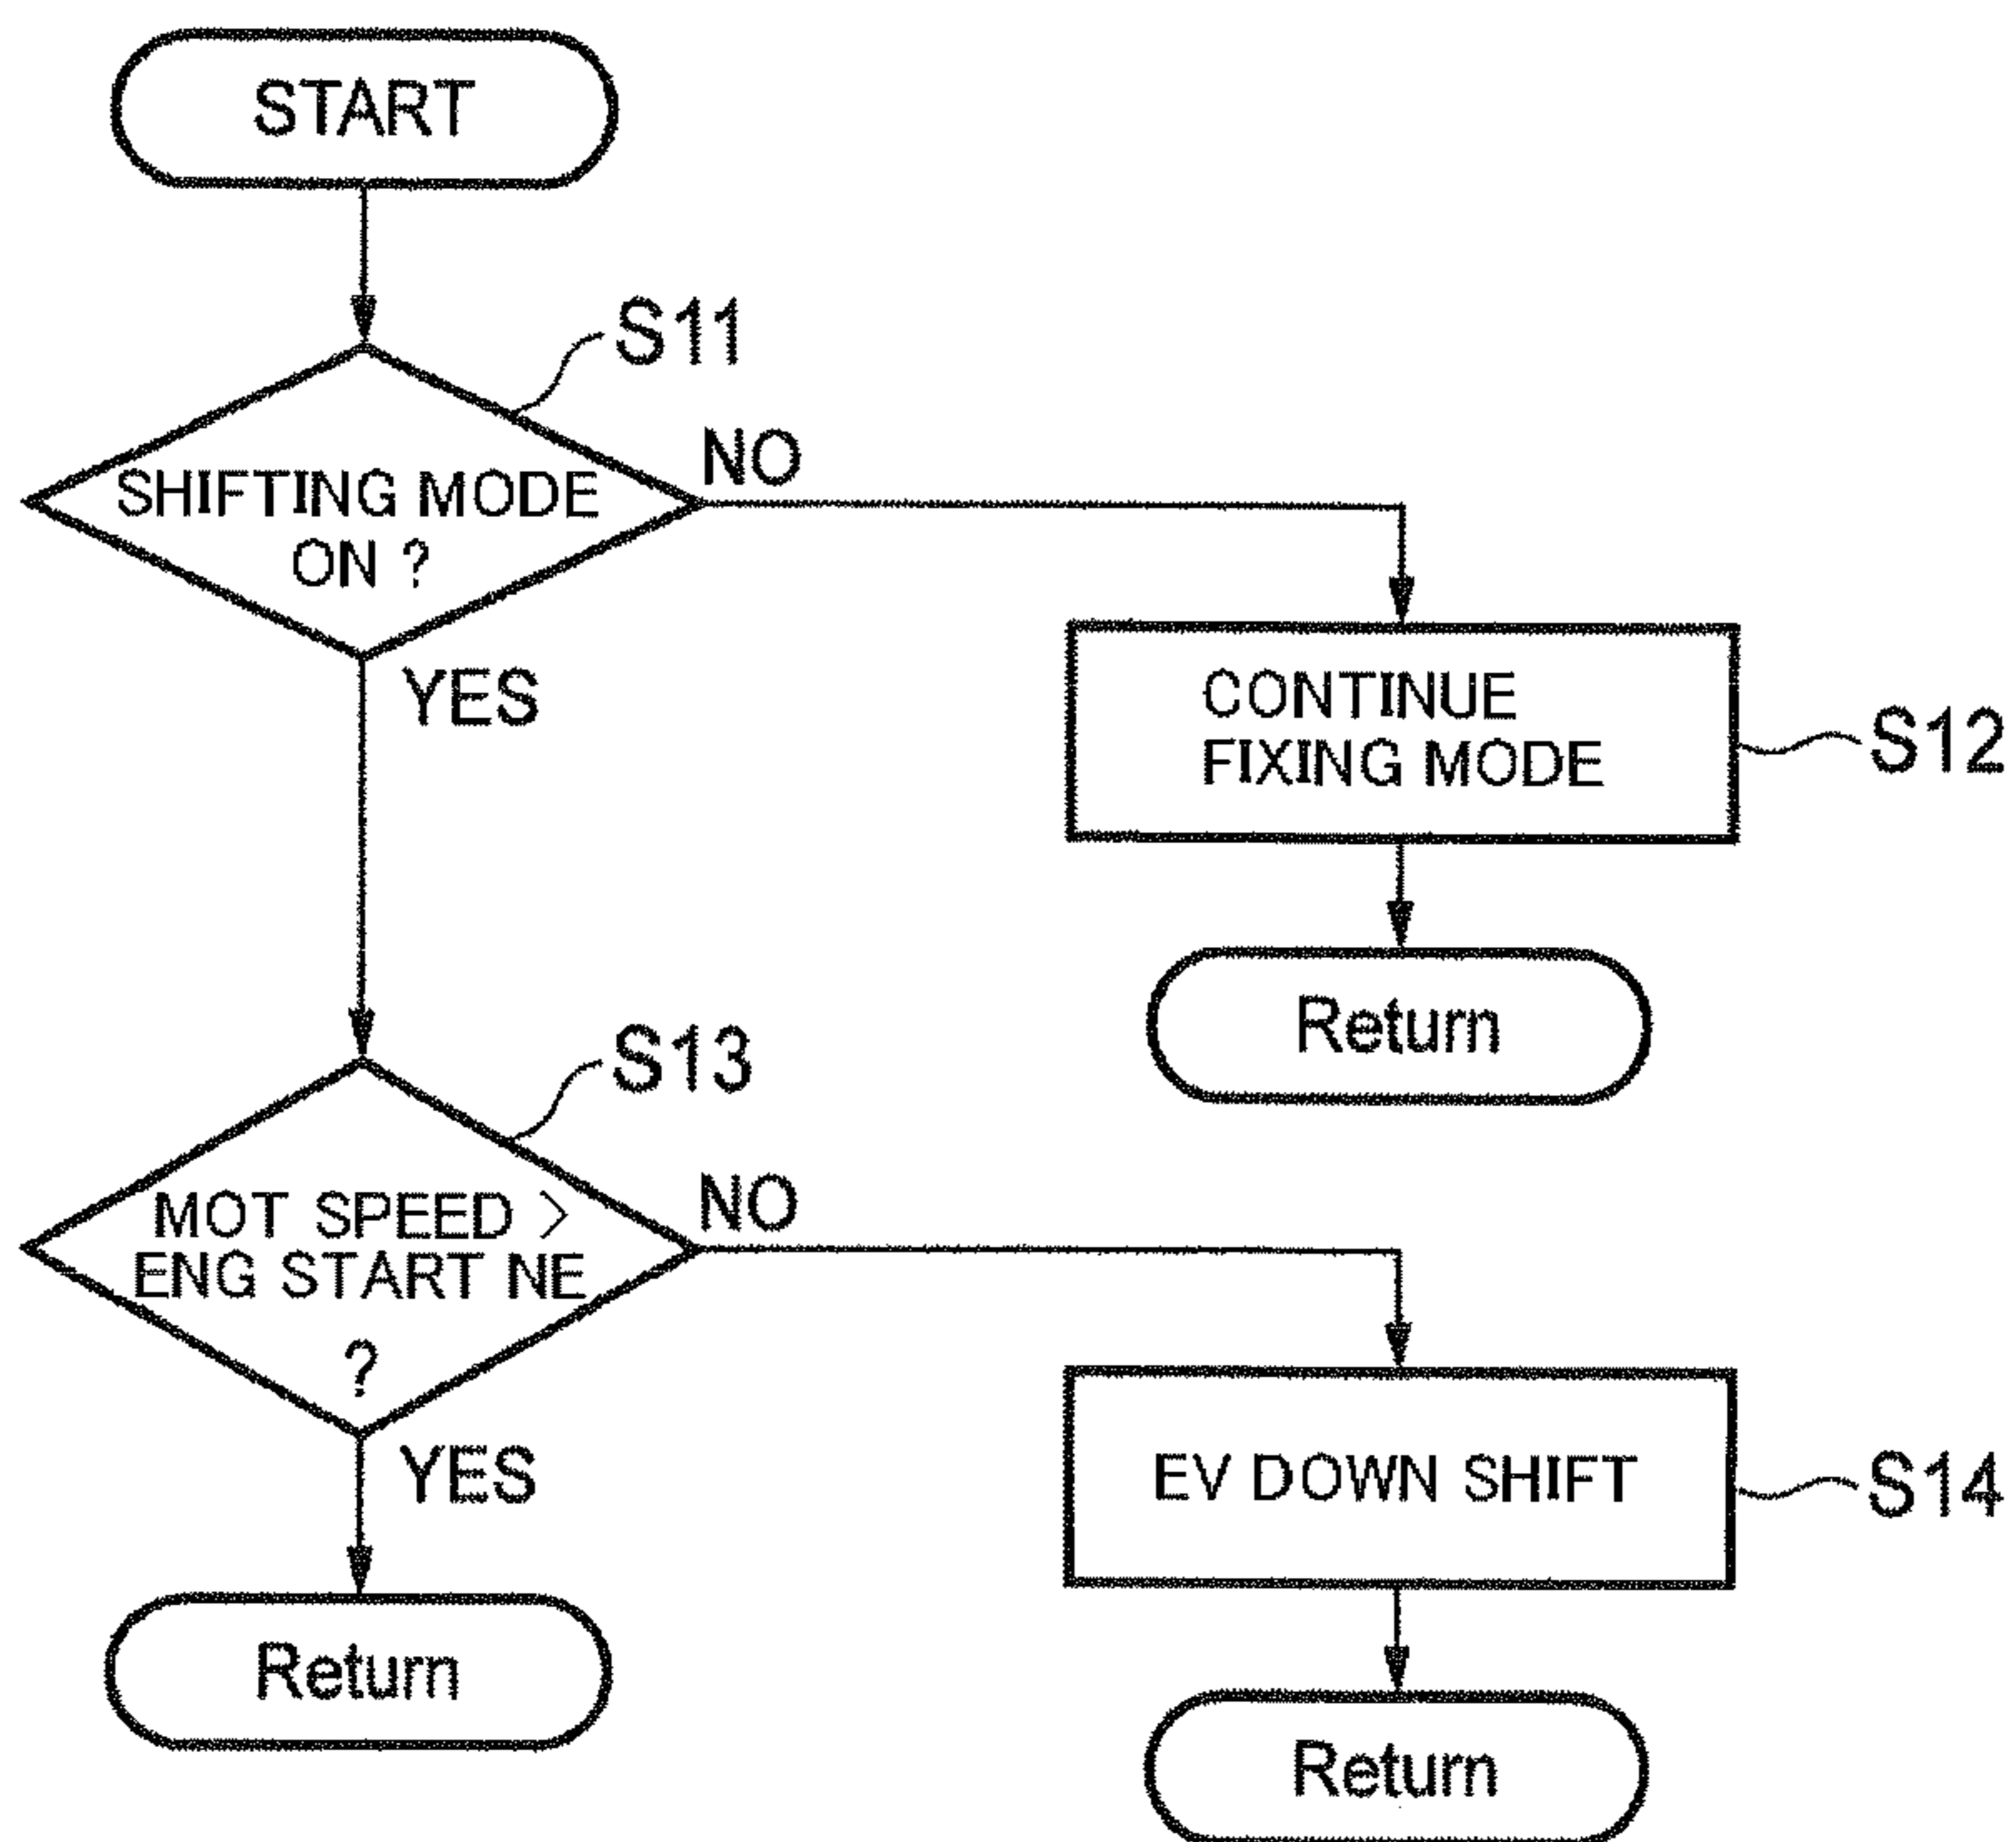 START
S11
SHIFTING MODE
ON ?
NO
YES
CONTINUE
FIXING MODE
S12
Return
S13
MOT SPEED >
ENG START NE
?
NO
YES
EV DOWN SHIFT
S14
Return
Return